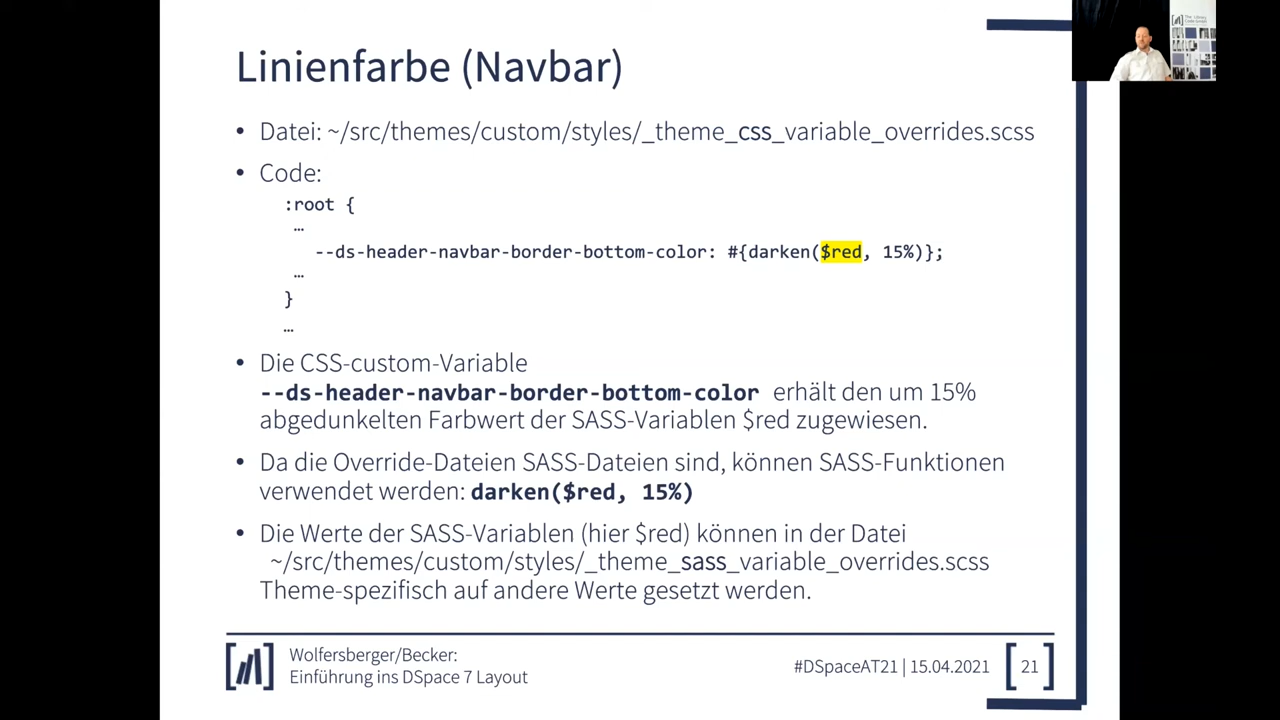 Linienfarbe (Navbar)
• Datei: ~/src/themes/custom/styles/_theme_css_variable_overrides.scss
• Code:
:root {
…
--ds-header-navbar-border-bottom-color: #{darken($red, 15%)};
…
}
…
• Die CSS-custom-Variable
--ds-header-navbar-border-bottom-color erhält den um 15%
abgedunkelten Farbwert der SASS-Variablen $red zugewiesen.
• Da die Override-Dateien SASS-Dateien sind, können SASS-Funktionen
verwendet werden: darken($red, 15%)
• Die Werte der SASS-Variablen (hier $red) können in der Datei
~/src/themes/custom/styles/_theme_sass_variable_overrides.scss
Theme-spezifisch auf andere Werte gesetzt werden.
Wolfersberger/Becker:
Einführung ins DSpace 7 Layout
#DSpaceAT21 | 15.04.2021
21
The Library
Code GmbH